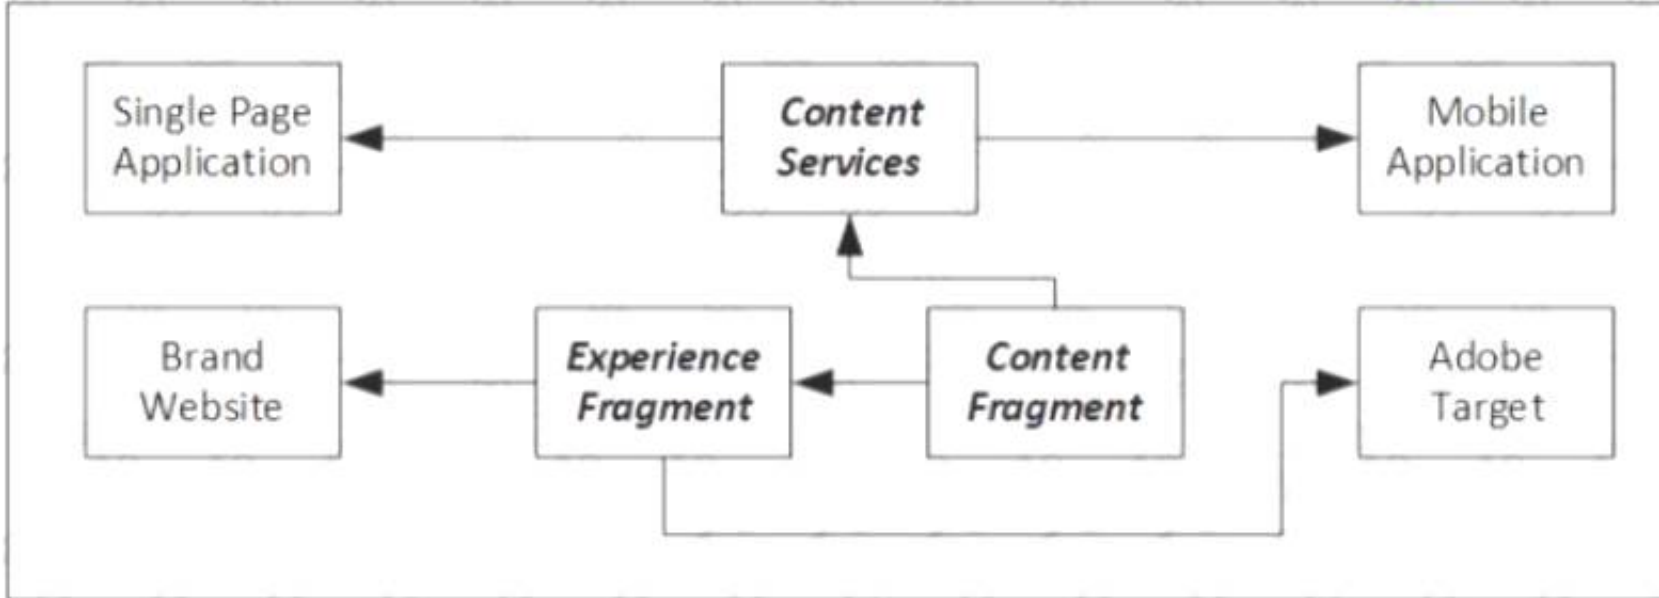 Single Page
Application
Content
Services
Mobile
Application
Brand
Website
Experience
Fragment
Content
Fragment
Adobe
Target